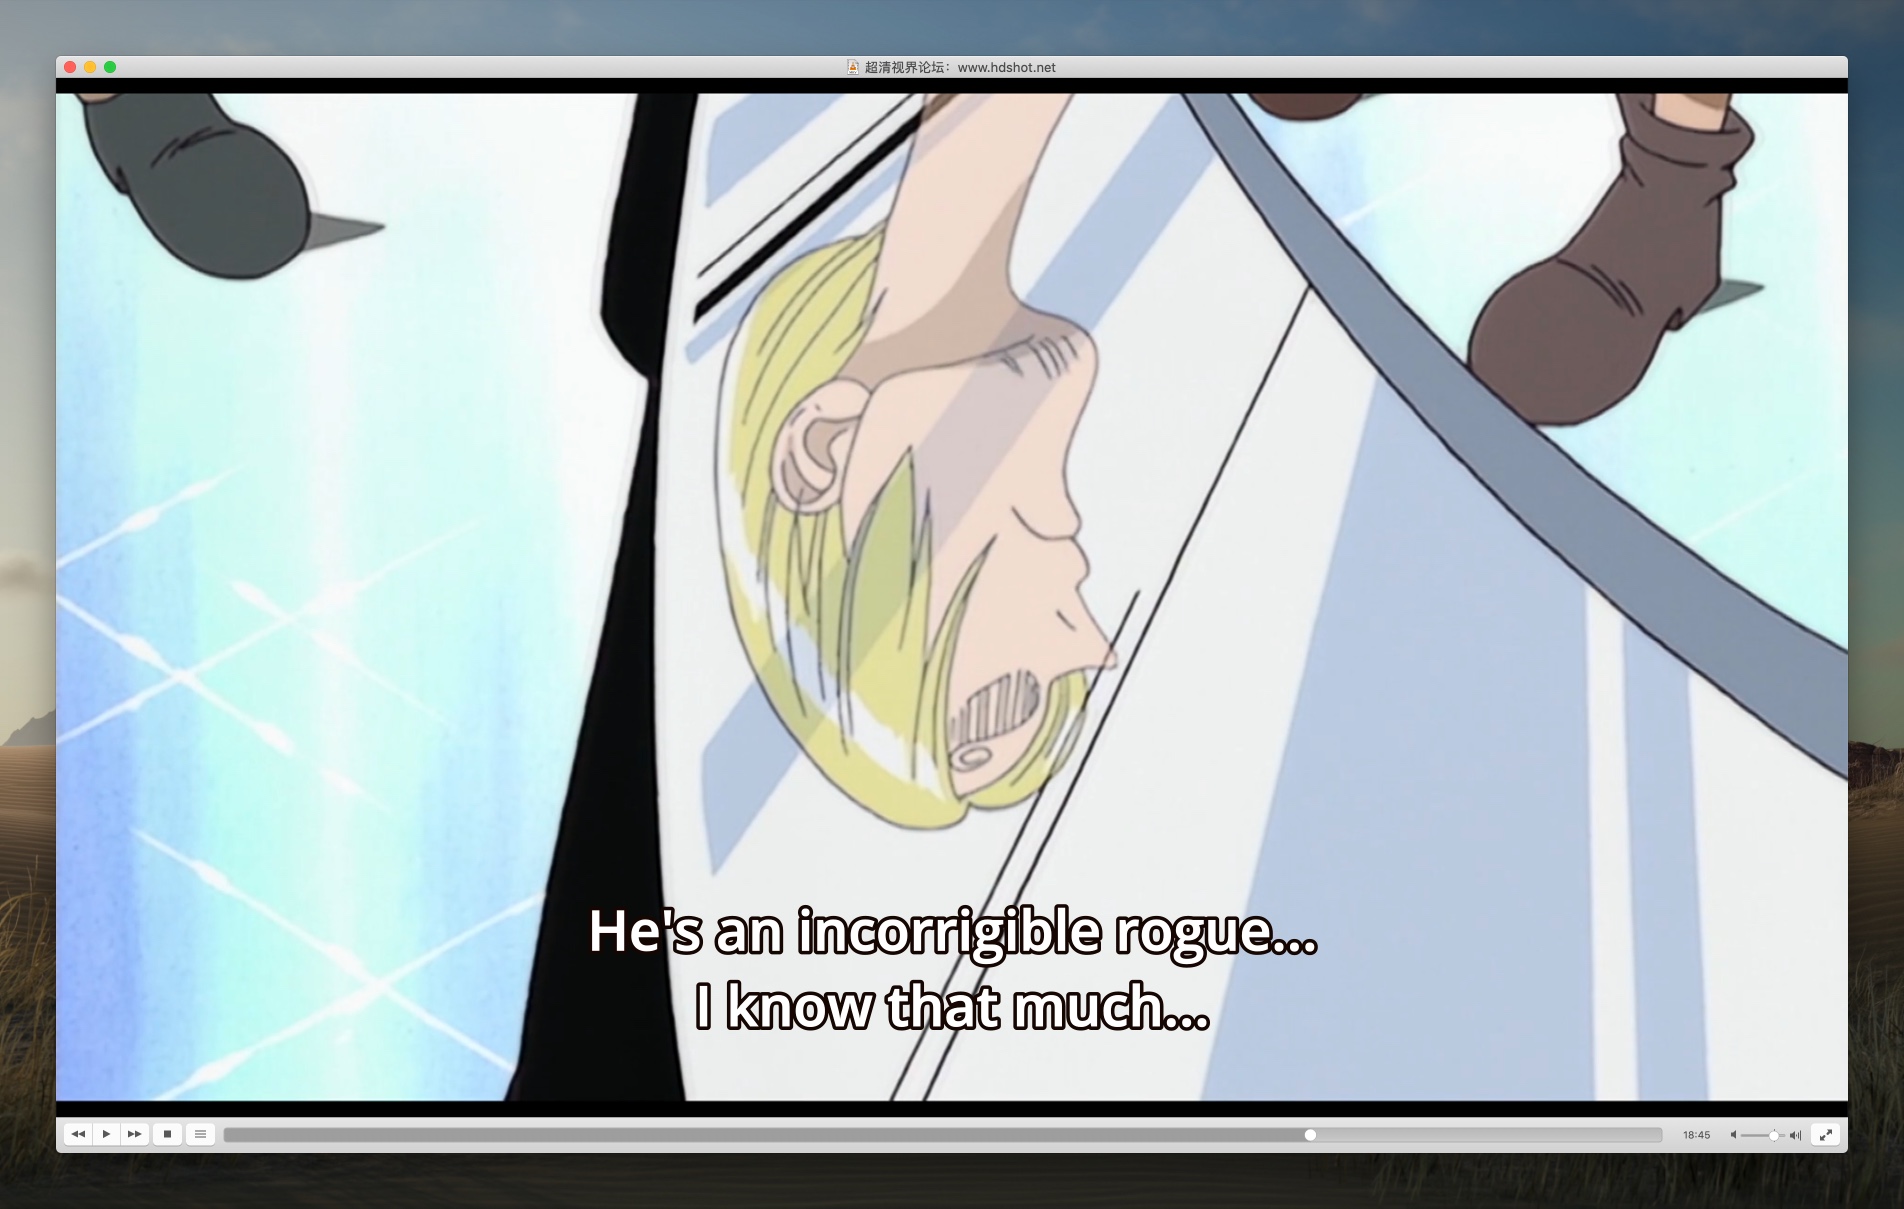 超清视界论坛：www.hdshot.net
He's an incorrigible rogue...
I know that much...
18:45